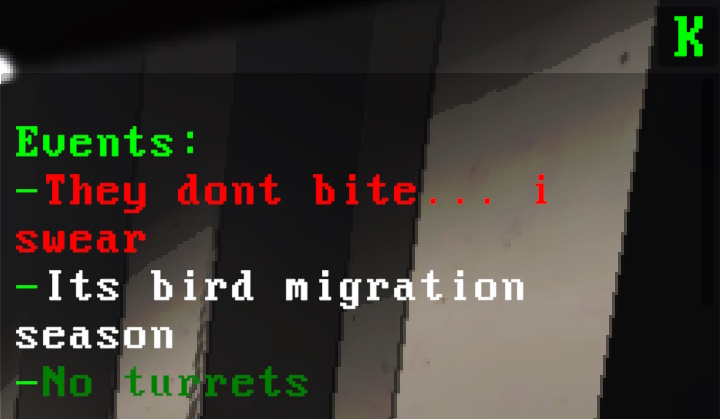 K
Events:
-They dont bite... i
swear
-Its bird migration
season
-No turrets